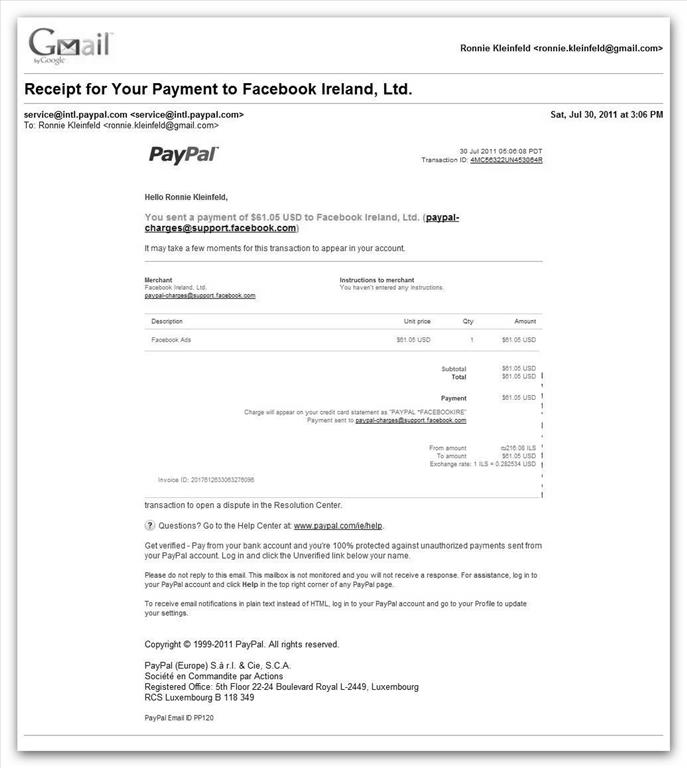 Gmail
by Google
Ronnie Kleinfeld <ronnie.kleinfeld@gmail.com>
Receipt for Your Payment to Facebook Ireland, Ltd.
service@intl.paypal.com <service@intl.paypal.com>
Sat, Jul 30, 2011 at 3:06 PM
To: Ronnie Kleinfeld <ronnie.kleinfeld@gmail.com>
PayPal
30 Jul 2011 05:06:08 PDT
Transaction ID:
Hello Ronnie Kleinfeld,
You sent a payment of $61.05 USD to Facebook Ireland, Ltd. (paypal-
charges@support.facebook.com)
It may take a few moments for this transaction to appear in your account.
Merchant
Facebook Ireland, Ltd.
paypal-charges@support.facebook.com
Instructions to merchant
You haven't entered any instructions.
Description Unit price Qty Amount
Facebook Ads $61.05 USD 1 $61.05 USD
Subtotal $61.05 USD
Total $61.05 USD
Payment $61.05 USD
Charge will appear on your credit card statement as "PAYPAL *FACEBOOKIRE"
Payment sent to paypal-charges@support.facebook.com
From amount ₪216.08 ILS
To amount $61.05 USD
Exchange rate: 1 ILS = 0.282534 USD
Invoice ID:
transaction to open a dispute in the Resolution Center.
? Questions? Go to the Help Center at: www.paypal.com/ie/help.
Get verified - Pay from your bank account and you're 100% protected against unauthorized payments sent from
your PayPal account. Log in and click the Unverified link below your name.
Please do not reply to this email. This mailbox is not monitored and you will not receive a response. For assistance, log in to
your PayPal account and click Help in the top right corner of any PayPal page.
To receive email notifications in plain text instead of HTML, log in to your PayPal account and go to your Profile to update
your settings.
Copyright © 1999-2011 PayPal. All rights reserved.
PayPal (Europe) S.à r.l. & Cie, S.C.A.
Société en Commandite par Actions
Registered Office: 5th Floor 22-24 Boulevard Royal L-2449, Luxembourg
RCS Luxembourg B 118 349
PayPal Email ID PP120